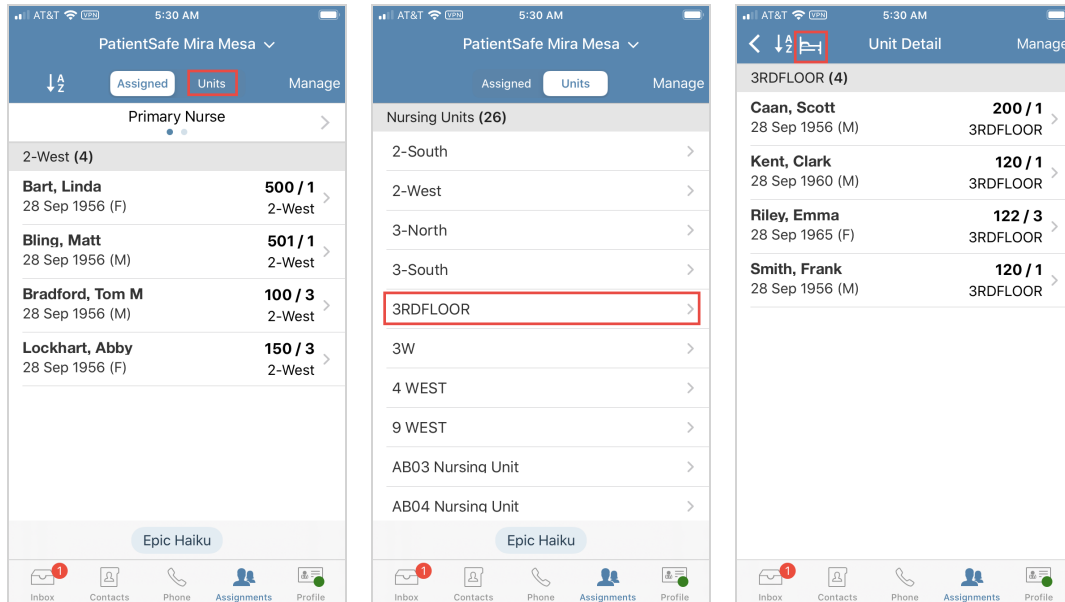 AT&T VPN 5:30 AM
PatientSafe Mira Mesa
A Z Assigned Units Manage
Primary Nurse
2-West (4)
Bart, Linda 500 / 1
28 Sep 1956 (F) 2-West
Bling, Matt 501 / 1
28 Sep 1956 (M) 2-West
Bradford, Tom M 100 / 3
28 Sep 1956 (M) 2-West
Lockhart, Abby 150 / 3
28 Sep 1956 (F) 2-West
Epic Haiku
1
Inbox Contacts Phone Assignments Profile
AT&T VPN 5:30 AM
PatientSafe Mira Mesa
Assigned Units Manage
Nursing Units (26)
2-South
2-West
3-North
3-South
3RDFLOOR
3W
4 WEST
9 WEST
AB03 Nursing Unit
AB04 Nursing Unit
Epic Haiku
1
Inbox Contacts Phone Assignments Profile
AT&T VPN 5:30 AM
A Z Unit Detail Manage
3RDFLOOR (4)
Caan, Scott 200 / 1
28 Sep 1956 (M) 3RDFLOOR
Kent, Clark 120 / 1
28 Sep 1960 (M) 3RDFLOOR
Riley, Emma 122 / 3
28 Sep 1965 (F) 3RDFLOOR
Smith, Frank 120 / 1
28 Sep 1956 (M) 3RDFLOOR
1
Inbox Contacts Phone Assignments Profile